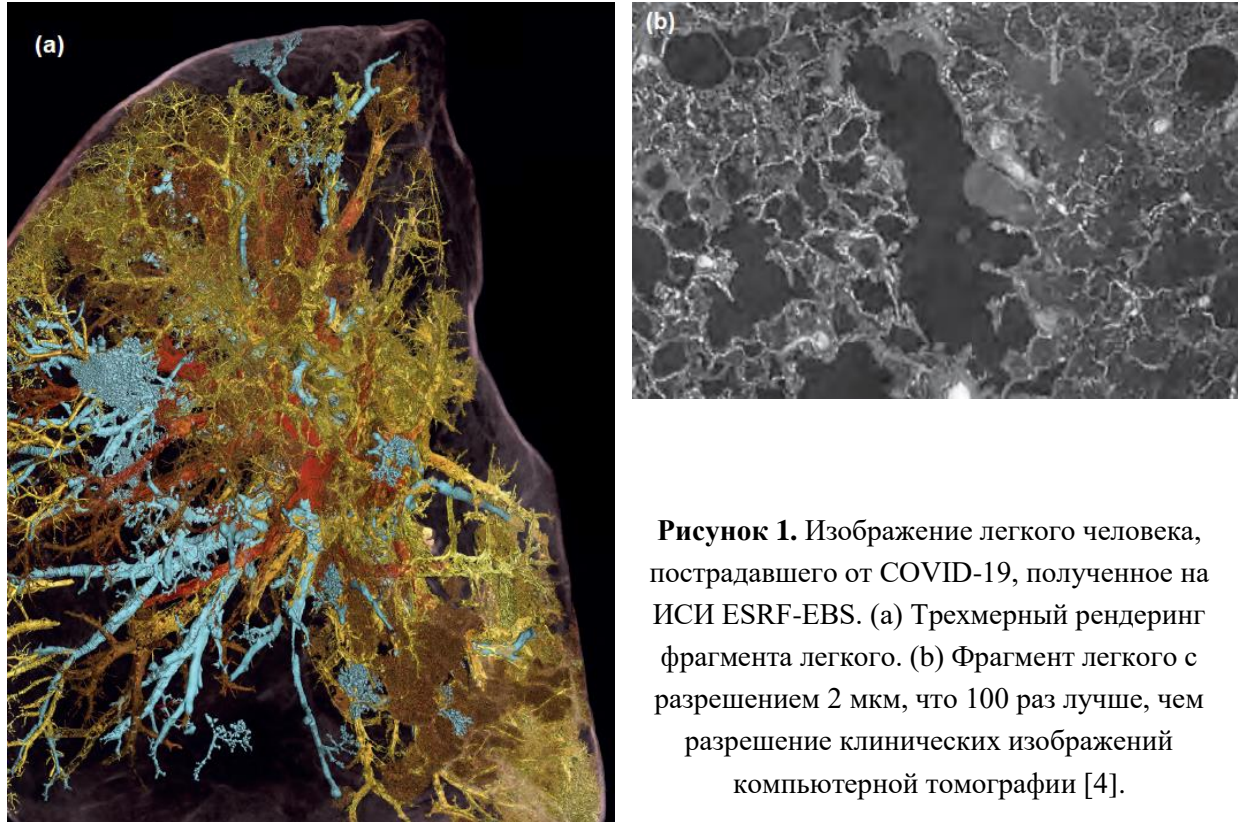 (a)
(b)
Рисунок 1. Изображение легкого человека,
пострадавшего от COVID-19, полученное на
ИСИ ESRF-EBS. (а) Трехмерный рендеринг
фрагмента легкого. (b) Фрагмент легкого с
разрешением 2 мкм, что 100 раз лучше, чем
разрешение клинических изображений
компьютерной томографии [4].